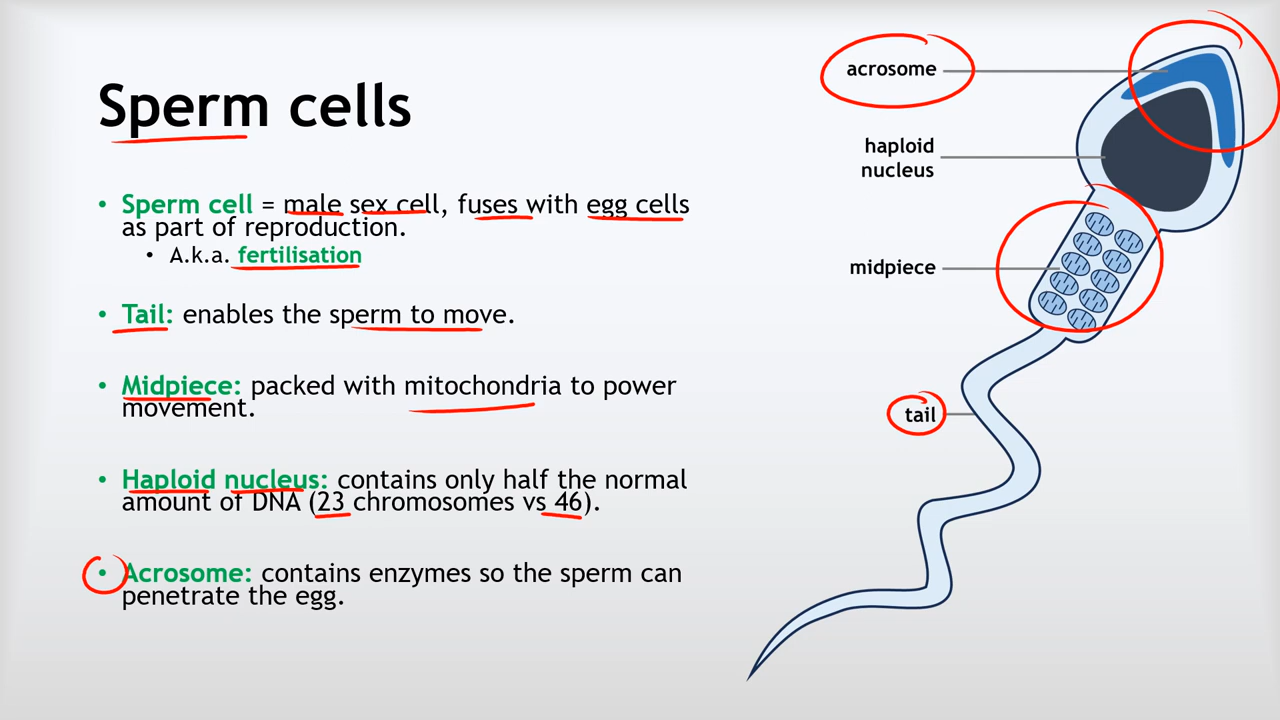 Sperm cells
• Sperm cell = male sex cell, fuses with egg cells
as part of reproduction.
• A.k.a. fertilisation
• Tail: enables the sperm to move.
• Midpiece: packed with mitochondria to power
movement.
• Haploid nucleus: contains only half the normal
amount of DNA (23 chromosomes vs 46).
• Acrosome: contains enzymes so the sperm can
penetrate the egg.
acrosome
haploid
nucleus
midpiece
tail